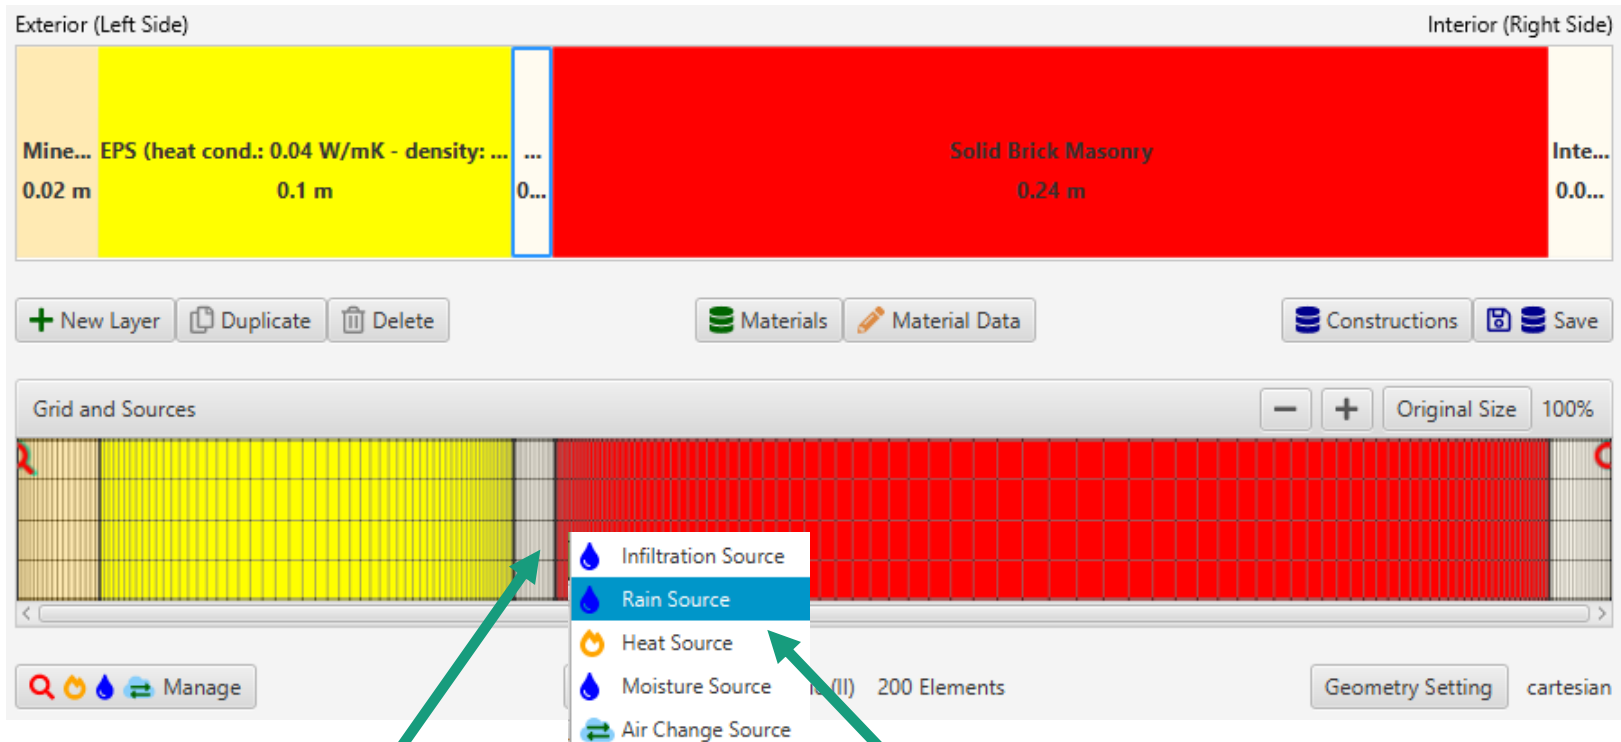 Exterior (Left Side) Interior (Right Side)
Mine... EPS (heat cond.: 0.04 W/mK - density: ... ... Solid Brick Masonry Inte...
0.02 m 0.1 m 0... 0.24 m 0.0...
New Layer Duplicate Delete Materials Material Data Constructions Save
Grid and Sources Original Size 100%
Infiltration Source
Rain Source
Heat Source
Manage Moisture Source (II) 200 Elements Geometry Setting cartesian
Air Change Source